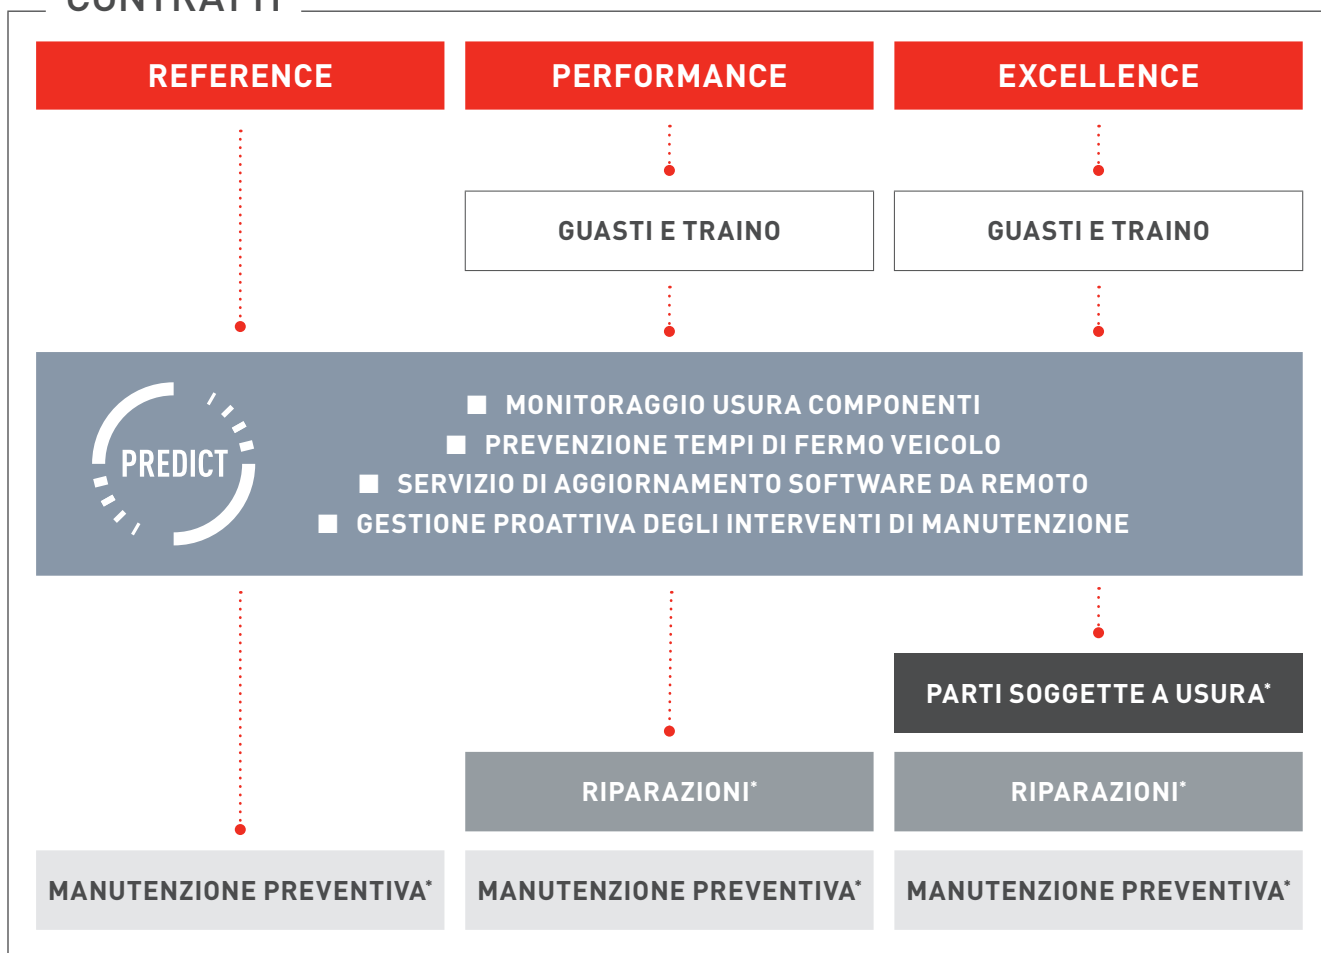 CONTRATTI
REFERENCE
PERFORMANCE
EXCELLENCE
GUASTI E TRAINO
GUASTI E TRAINO
PREDICT
■ MONITORAGGIO USURA COMPONENTI
■ PREVENZIONE TEMPI DI FERMO VEICOLO
■ SERVIZIO DI AGGIORNAMENTO SOFTWARE DA REMOTO
■ GESTIONE PROATTIVA DEGLI INTERVENTI DI MANUTENZIONE
PARTI SOGGETTE A USURA*
RIPARAZIONI*
RIPARAZIONI*
MANUTENZIONE PREVENTIVA*
MANUTENZIONE PREVENTIVA*
MANUTENZIONE PREVENTIVA*